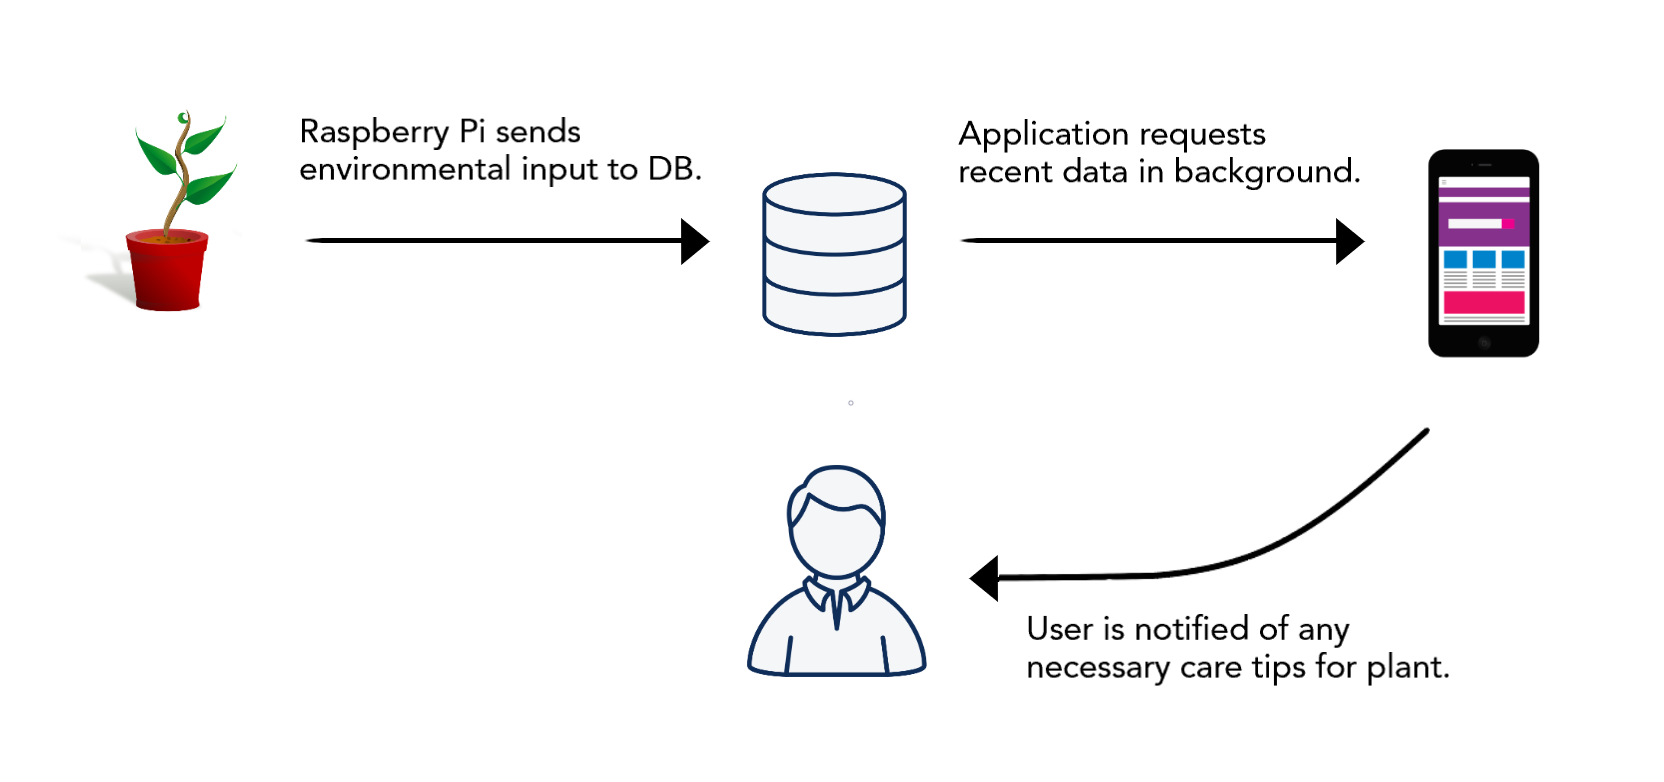 Raspberry Pi sends
environmental input to DB.
Application requests
recent data in background.
User is notified of any
necessary care tips for plant.